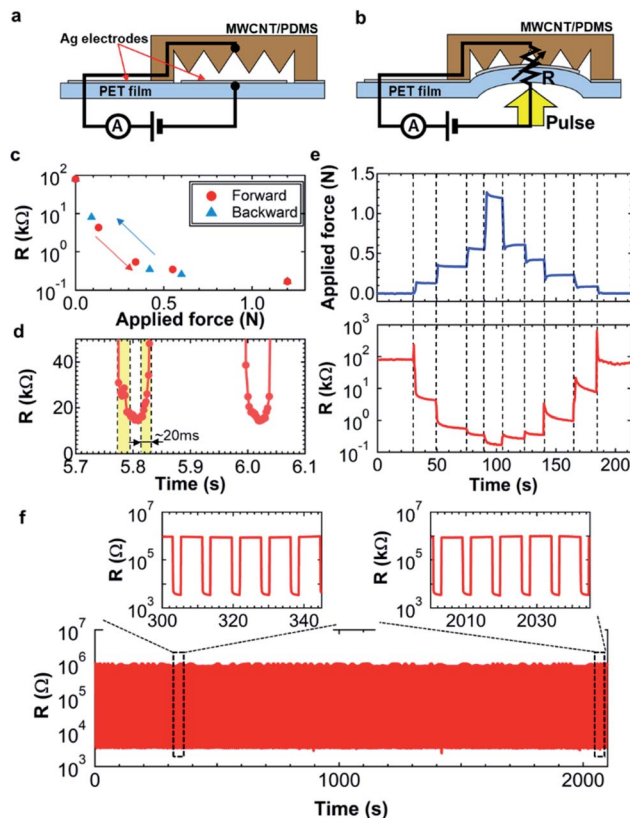 a
MWCNT/PDMS
Ag electrodes
PET film
A
b
MWCNT/PDMS
PET film
R
A
Pulse
c
R (kΩ)
10²
10¹
10⁰
10⁻¹
Forward
Backward
0.0 0.5 1.0
Applied force (N)
d
R (kΩ)
40
20
0
~20ms
5.7 5.8 5.9 6.0 6.1
Time (s)
e
Applied force (N)
1.5
1.0
0.5
0.0
R (kΩ)
10³
10²
10¹
10⁰
10⁻¹
0 50 100 150 200
Time (s)
f
R (Ω)
10⁷
10⁵
10³
300 320 340
R (kΩ)
10⁷
10⁵
10³
2010 2030
R (Ω)
10⁷
10⁶
10⁵
10⁴
10³
0 1000 2000
Time (s)